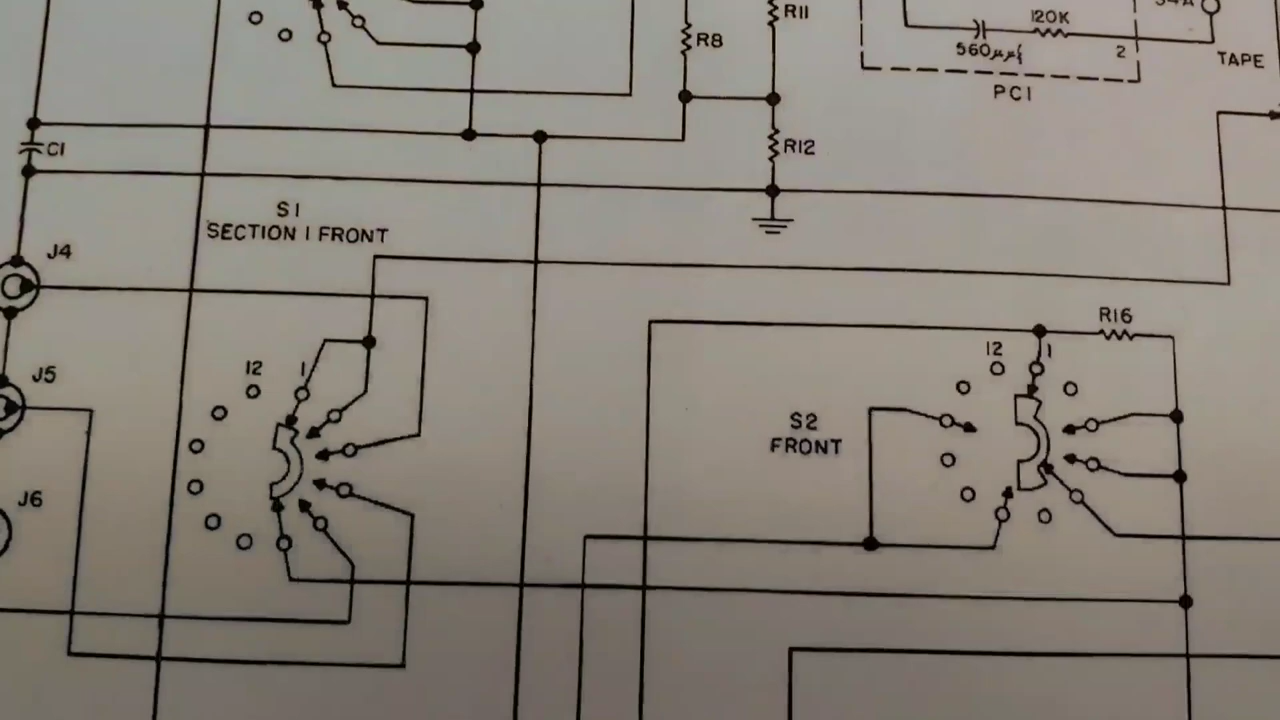 R11
120K
R8
560μμf
2
TAPE
PC1
C1
R12
S1
SECTION 1 FRONT
J4
R16
12
1
J5
12
1
S2
FRONT
J6